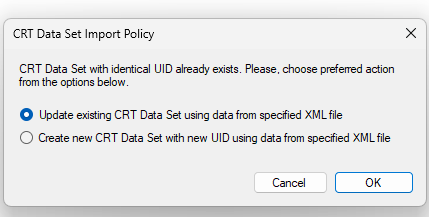 CRT Data Set Import Policy
CRT Data Set with identical UID already exists. Please, choose preferred action
from the options below.
Update existing CRT Data Set using data from specified XML file
Create new CRT Data Set with new UID using data from specified XML file
Cancel
OK